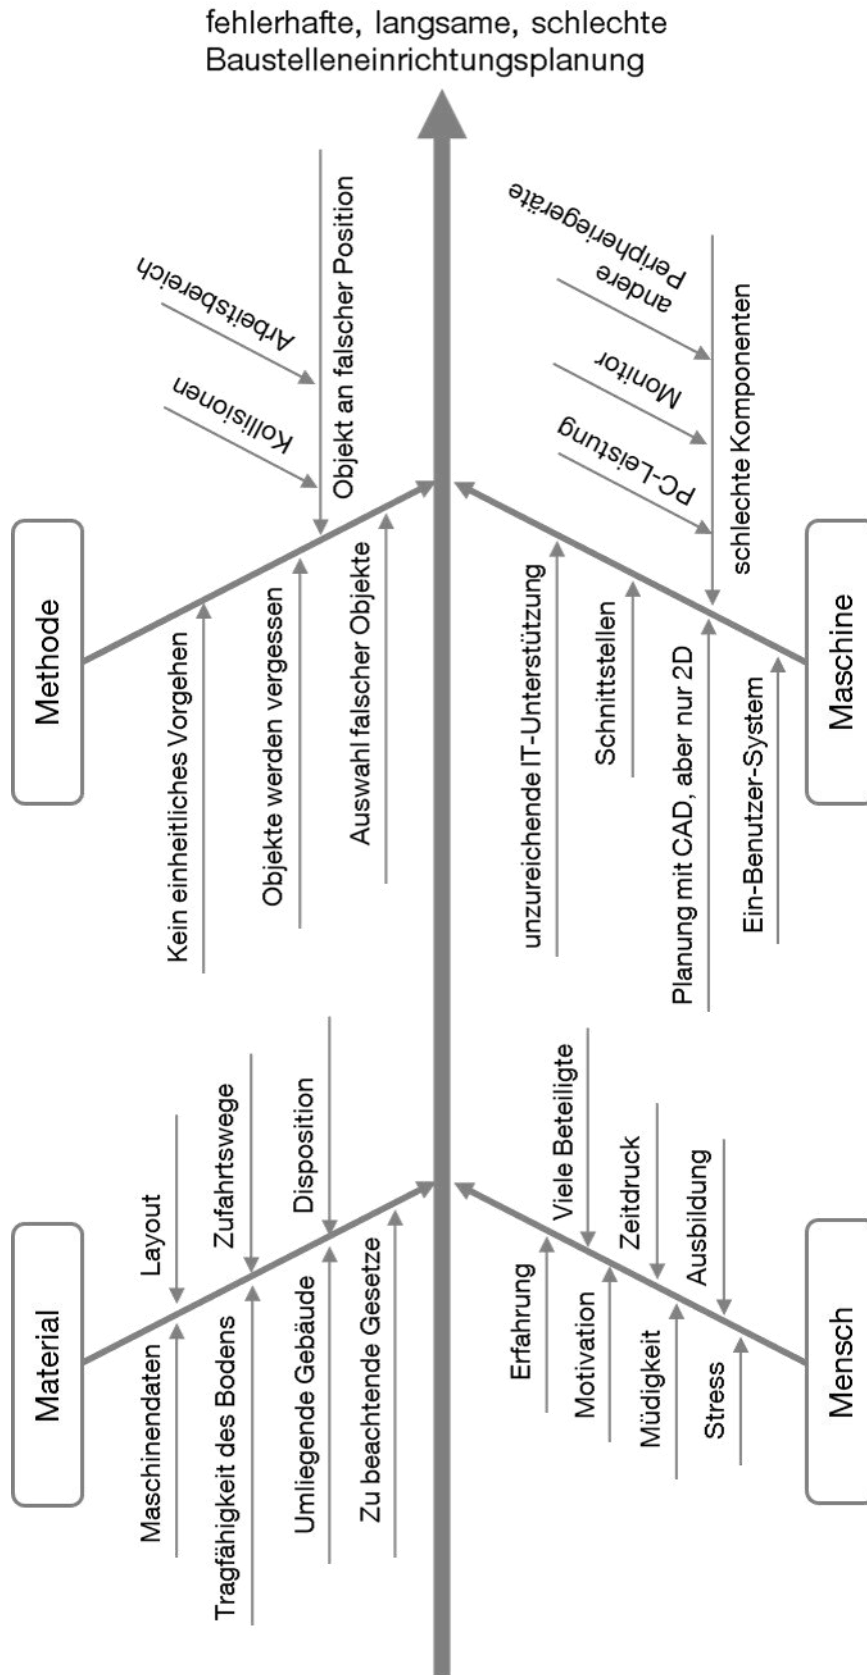 fehlerhafte, langsame, schlechte
Baustelleneinrichtungsplanung
Material
Maschinendaten
Layout
Tragfähigkeit des Bodens
Zufahrtswege
Umliegende Gebäude
Disposition
Zu beachtende Gesetze
Methode
Kein einheitliches Vorgehen
Objekte werden vergessen
Auswahl falscher Objekte
Kollisionen
Arbeitsbereich
Objekt an falscher Position
Mensch
Erfahrung
Viele Beteiligte
Motivation
Zeitdruck
Müdigkeit
Ausbildung
Stress
Maschine
unzureichende IT-Unterstützung
Schnittstellen
Planung mit CAD, aber nur 2D
Ein-Benutzer-System
PC-Leistung
Monitor
andere
Peripheriegeräte
schlechte Komponenten